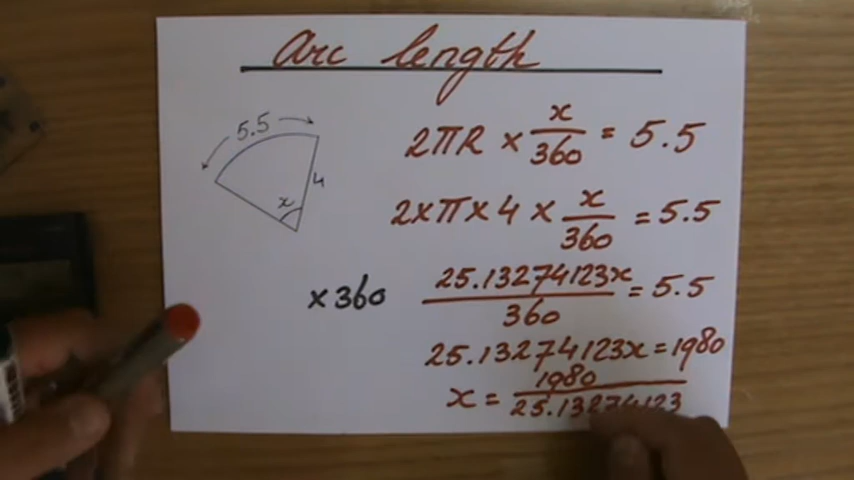 Arc length
5.5
4
x
2πR × x/360 = 5.5
2×π×4 × x/360 = 5.5
×360
25.13274123x/360 = 5.5
25.13274123x = 1980
x = 1980/25.13274123